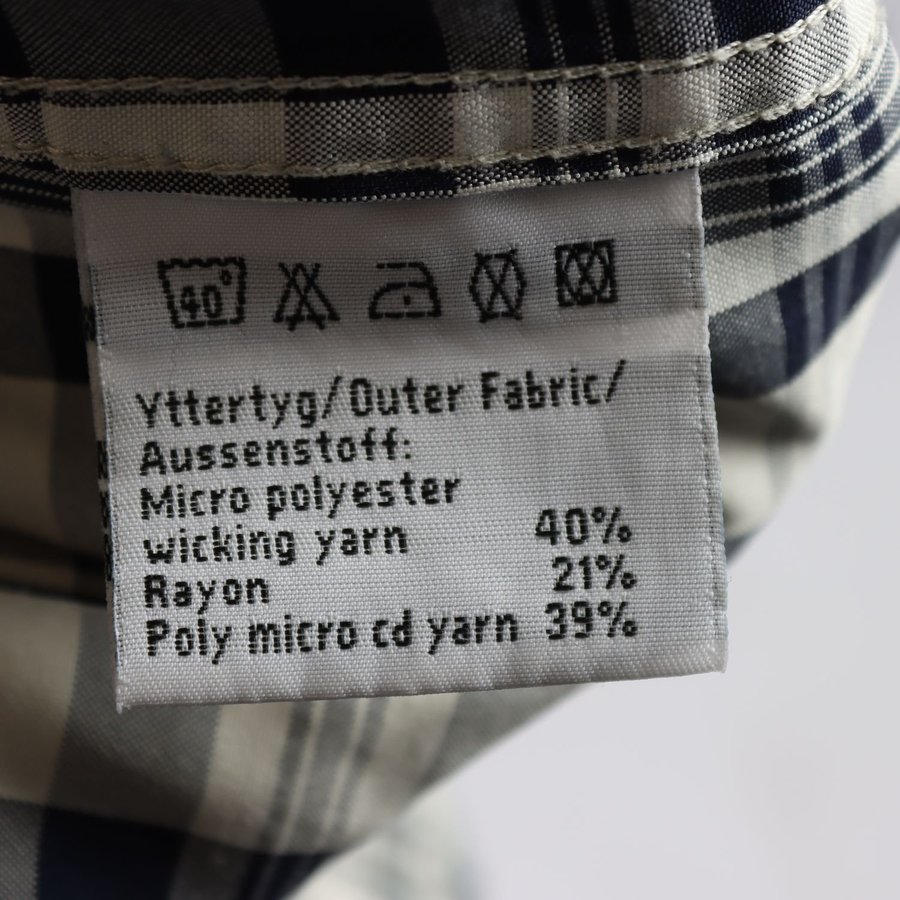 40°
Yttertyg/Outer Fabric/
Aussenstoff:
Micro polyester
wicking yarn 40%
Rayon 21%
Poly micro cd yarn 39%